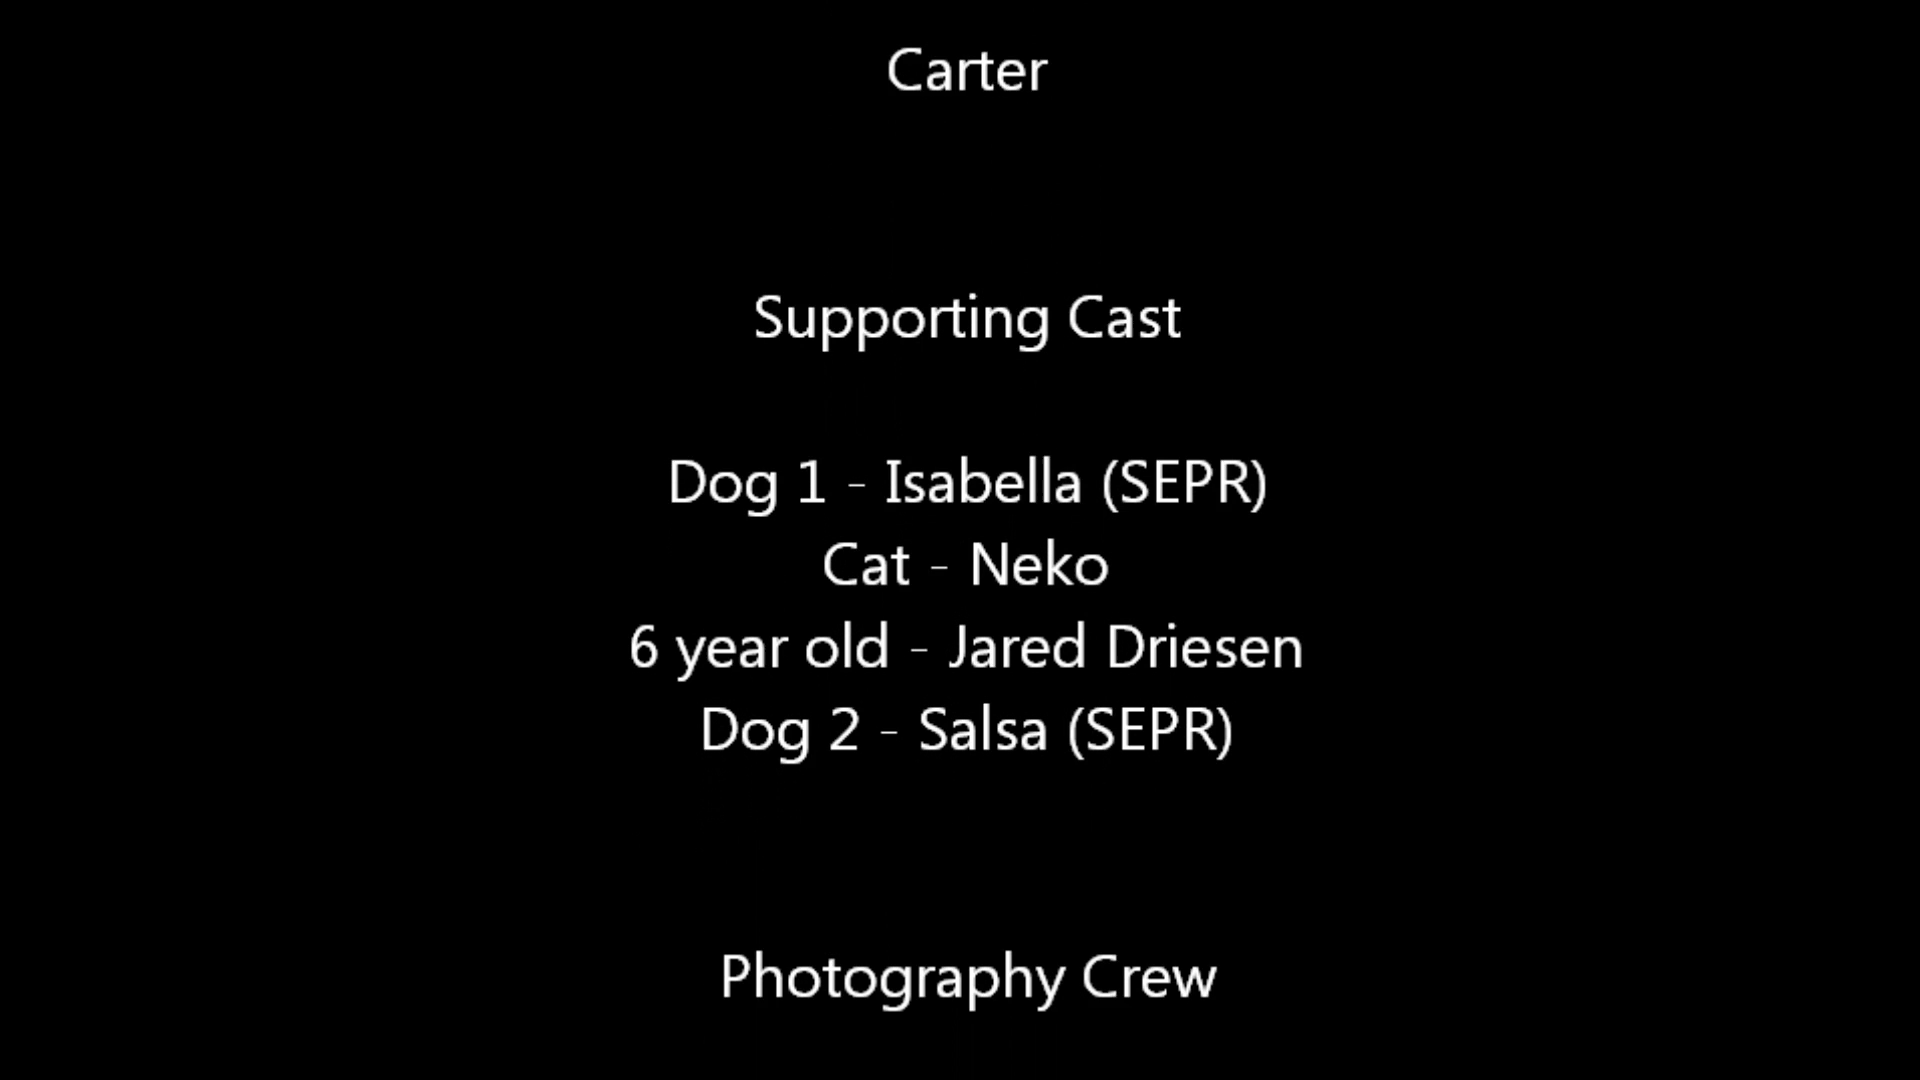 Carter
Supporting Cast
Dog 1 - Isabella (SEPR)
Cat - Neko
6 year old - Jared Driesen
Dog 2 - Salsa (SEPR)
Photography Crew